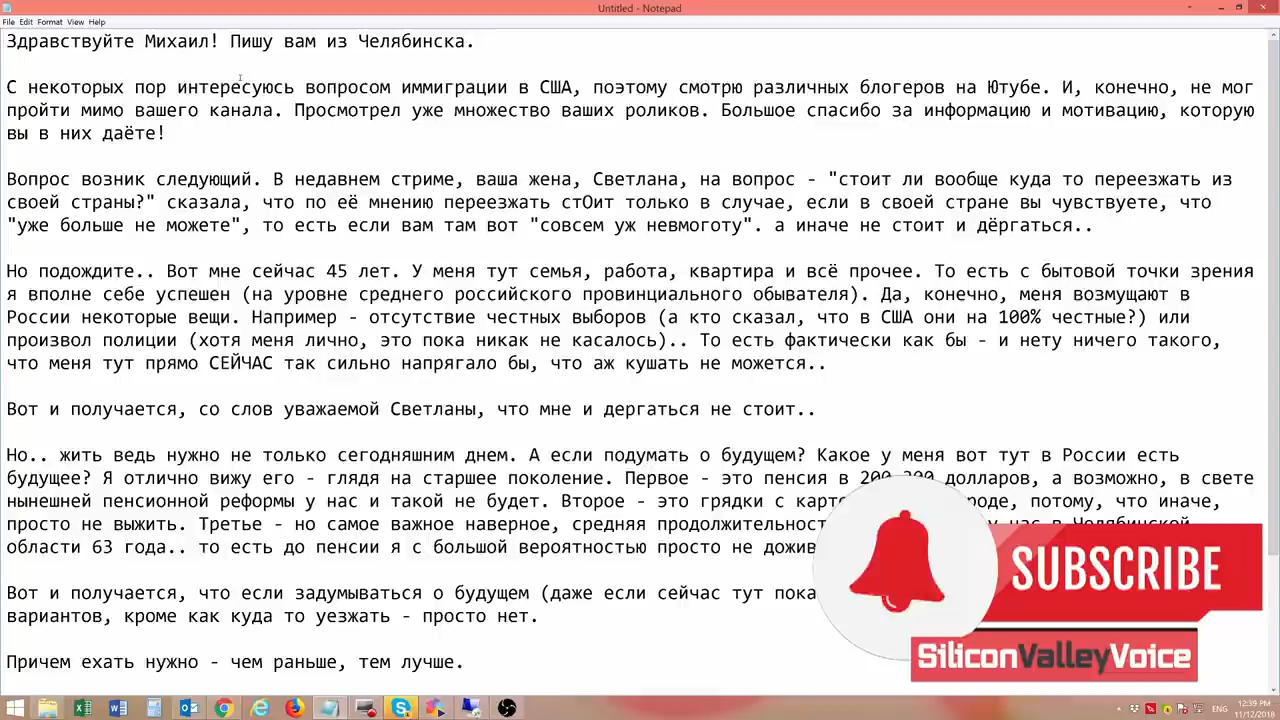 Untitled - Notepad
File Edit Format View Help
Здравствуйте Михаил! Пишу вам из Челябинска.
С некоторых пор интересуюсь вопросом иммиграции в США, поэтому смотрю различных блогеров на Ютубе. И, конечно, не мог
пройти мимо вашего канала. Просмотрел уже множество ваших роликов. Большое спасибо за информацию и мотивацию, которую
вы в них даёте!
Вопрос возник следующий. В недавнем стриме, ваша жена, Светлана, на вопрос - "стоит ли вообще куда то переезжать из
своей страны?" сказала, что по её мнению переезжать стОит только в случае, если в своей стране вы чувствуете, что
"уже больше не можете", то есть если вам там вот "совсем уж невмоготу". а иначе не стоит и дёргаться..
Но подождите.. Вот мне сейчас 45 лет. У меня тут семья, работа, квартира и всё прочее. То есть с бытовой точки зрения
я вполне себе успешен (на уровне среднего российского провинциального обывателя). Да, конечно, меня возмущают в
России некоторые вещи. Например - отсутствие честных выборов (а кто сказал, что в США они на 100% честные?) или
произвол полиции (хотя меня лично, это пока никак не касалось).. То есть фактически как бы - и нету ничего такого,
что меня тут прямо СЕЙЧАС так сильно напрягало бы, что аж кушать не можется..
Вот и получается, со слов уважаемой Светланы, что мне и дергаться не стоит..
Но.. жить ведь нужно не только сегодняшним днем. А если подумать о будущем? Какое у меня вот тут в России есть
будущее? Я отлично вижу его - глядя на старшее поколение. Первое - это пенсия в 200-300 долларов, а возможно, в свете
нынешней пенсионной реформы у нас и такой не будет. Второе - это грядки с потому, что иначе,
просто не выжить. Третье - но самое важное наверное, средняя у нас в Челябинской
области 63 года.. то есть до пенсии я с большой вероятностью просто не
Вот и получается, что если задумываться о будущем (даже если сейчас тут пока
вариантов, кроме как куда то уезжать - просто нет.
Причем ехать нужно - чем раньше, тем лучше.
SUBSCRIBE
SiliconValleyVoice
ENG
12:39 PM
11/12/2018